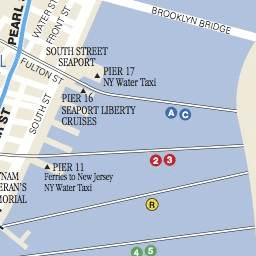 BROOKLYN BRIDGE
PEARL
WATER ST
FRONT ST
SOUTH STREET
SEAPORT
FULTON ST
PIER 17
NY Water Taxi
PIER 16
SEAPORT LIBERTY
CRUISES
SOUTH ST
ST
A C
2 3
PIER 11
Ferries to New Jersey
NY Water Taxi
R
4 5